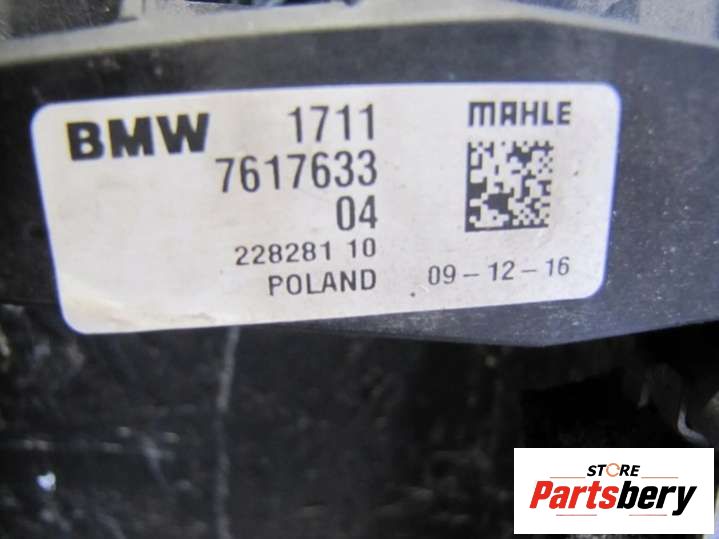 BMW 1711 MAHLE
7617633
04
228281 10
POLAND 09-12-16
STORE
Partsbery